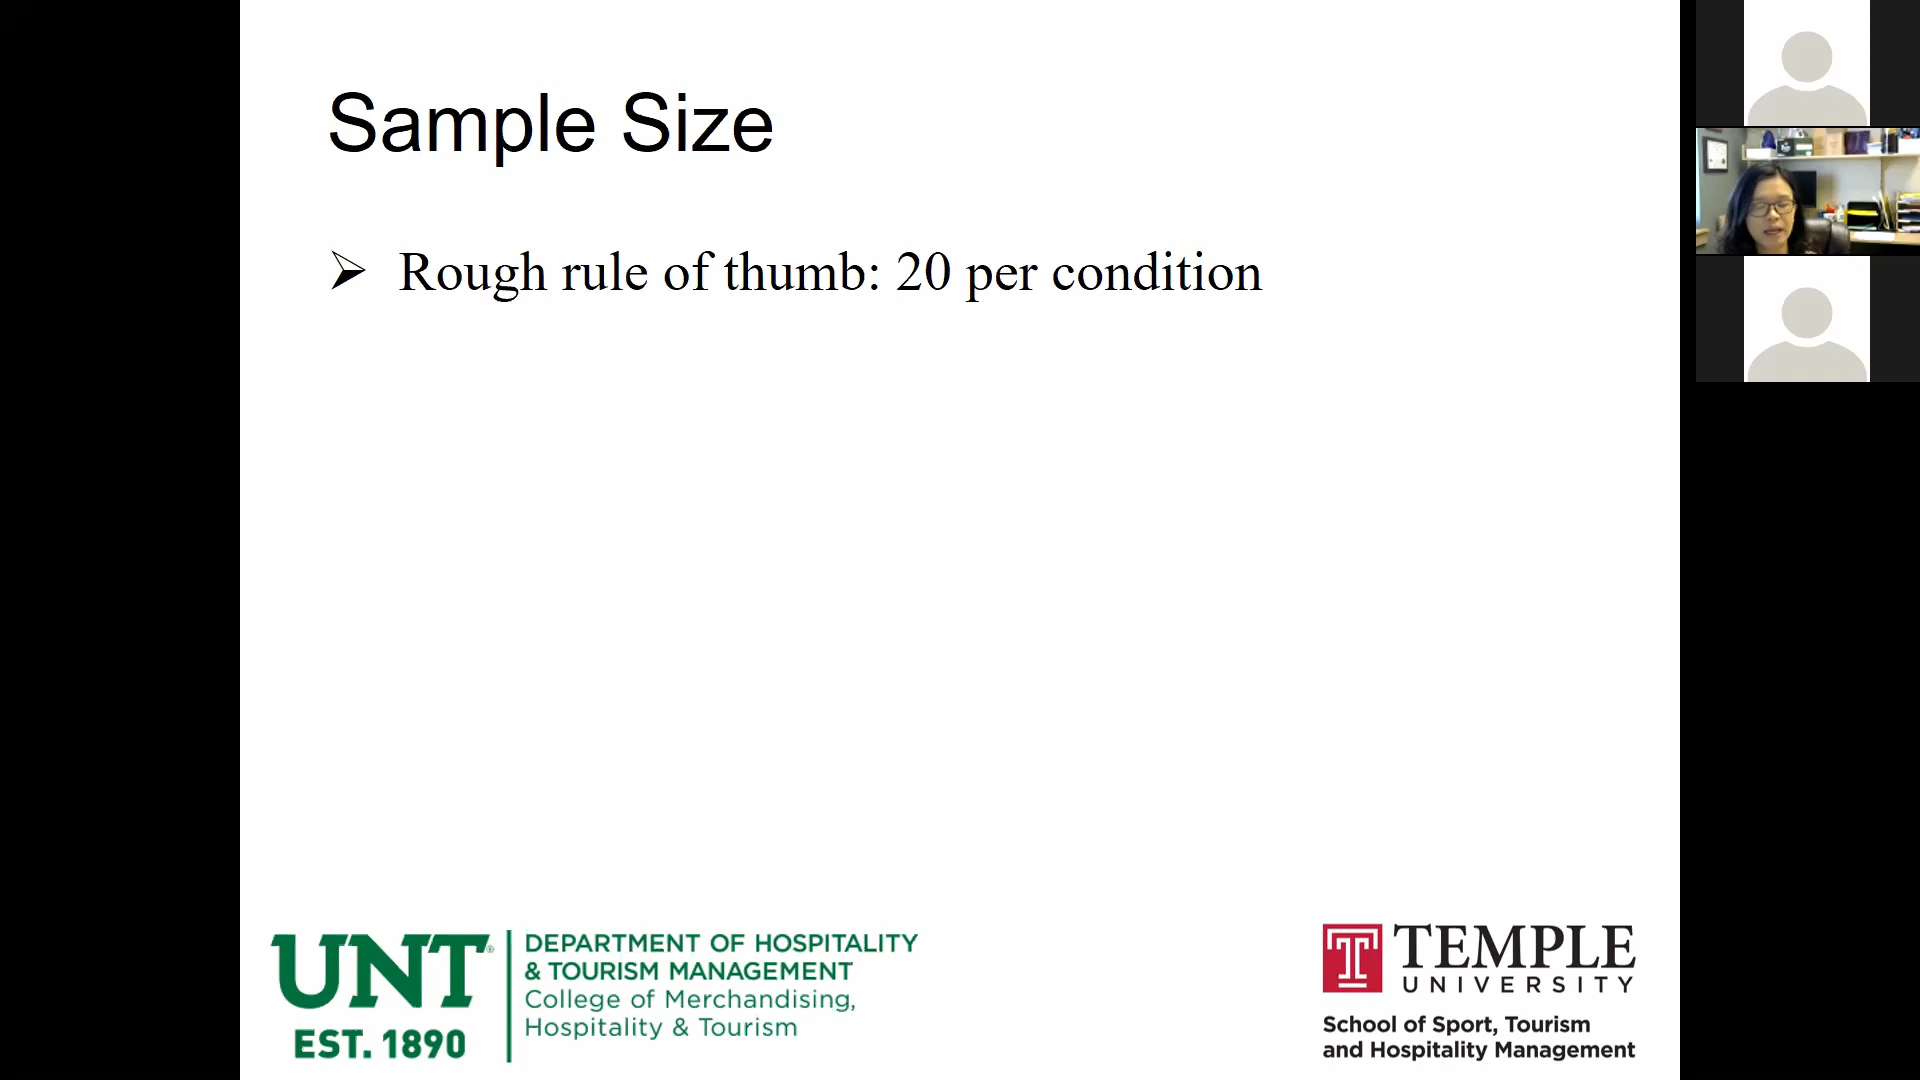 Sample Size
➢ Rough rule of thumb: 20 per condition
UNT®
EST. 1890
DEPARTMENT OF HOSPITALITY
& TOURISM MANAGEMENT
College of Merchandising,
Hospitality & Tourism
T TEMPLE
UNIVERSITY
School of Sport, Tourism
and Hospitality Management